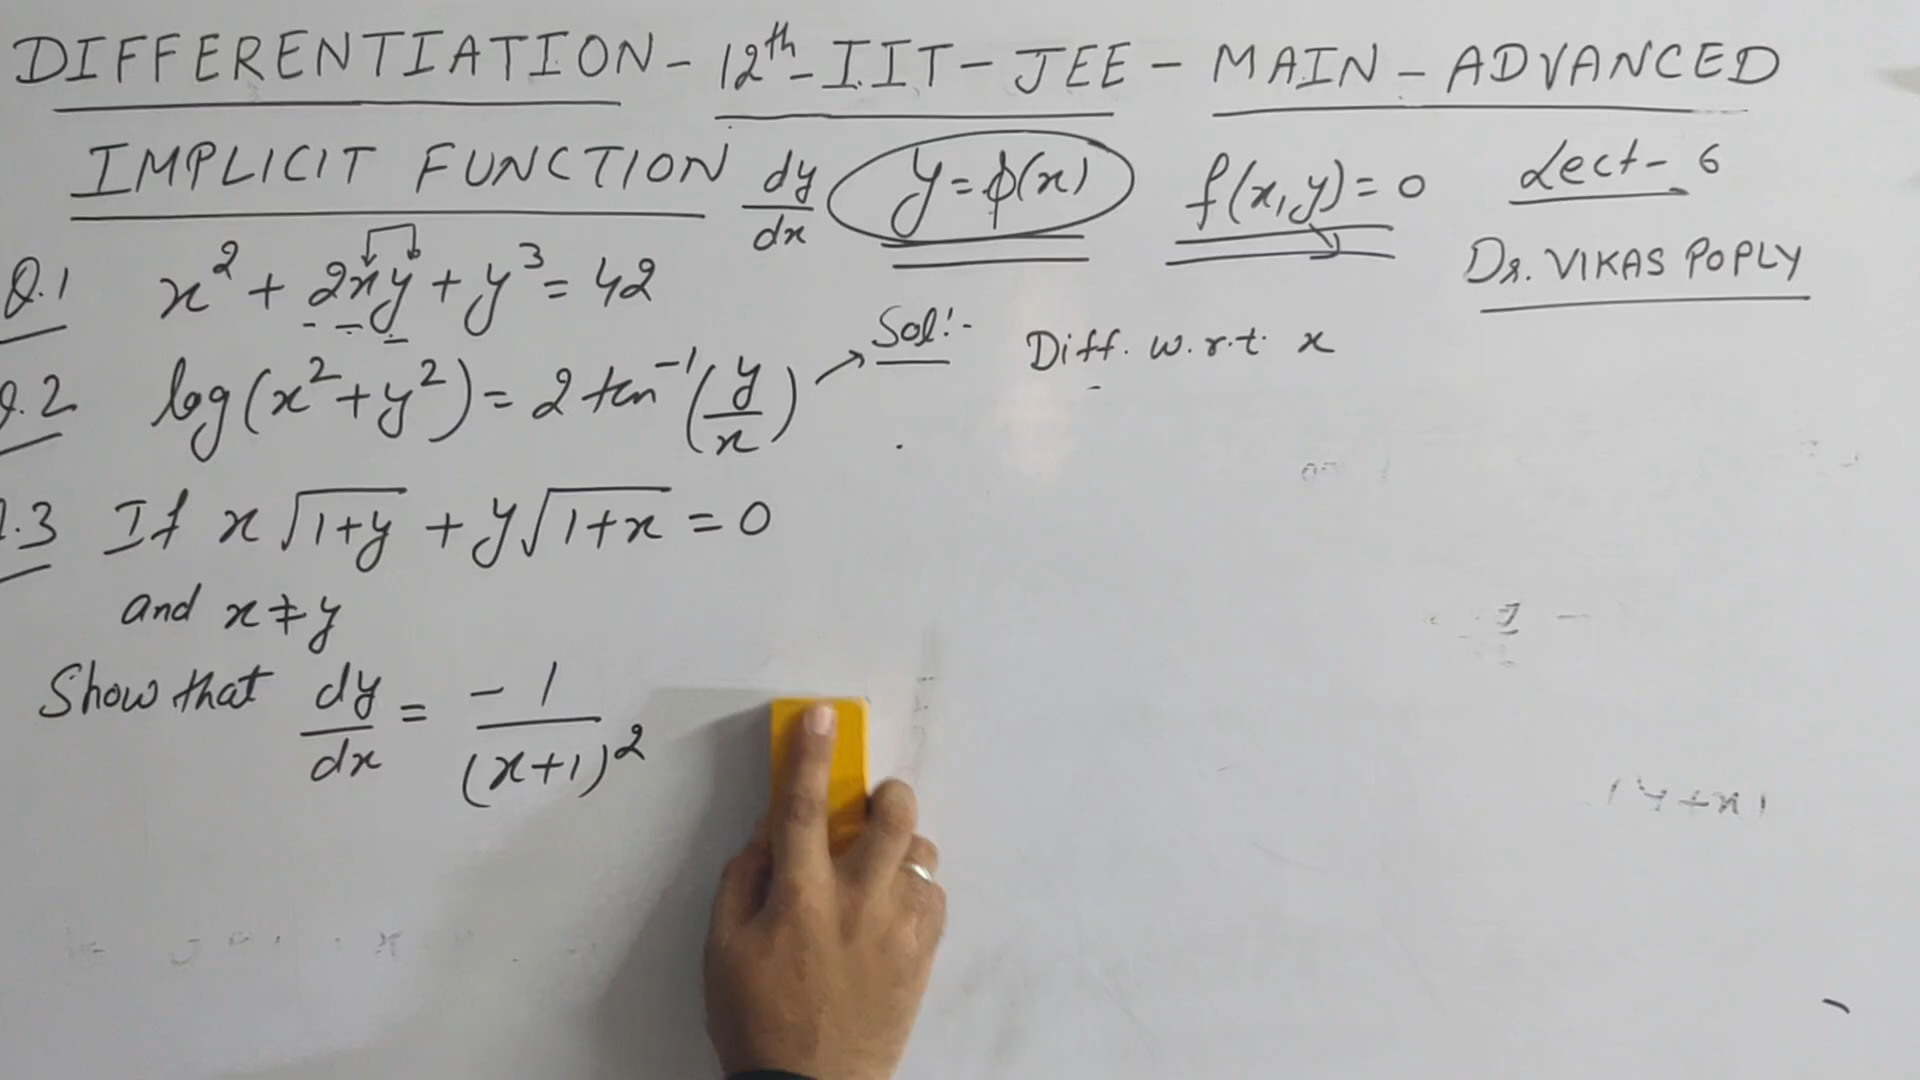 DIFFERENTIATION - 12th - IIT - JEE - MAIN - ADVANCED
IMPLICIT FUNCTION dy/dx y = ϕ(x) f(x,y) = 0 Lect - 6
Dr. VIKAS POPLY
Q.1 x² + 2xy + y³ = 42
Q.2 log(x² + y²) = 2 tan⁻¹(y/x) → Sol:- Diff. w.r.t. x
Q.3 If x√(1+y) + y√(1+x) = 0
and x ≠ y
Show that dy/dx = -1/(x+1)²